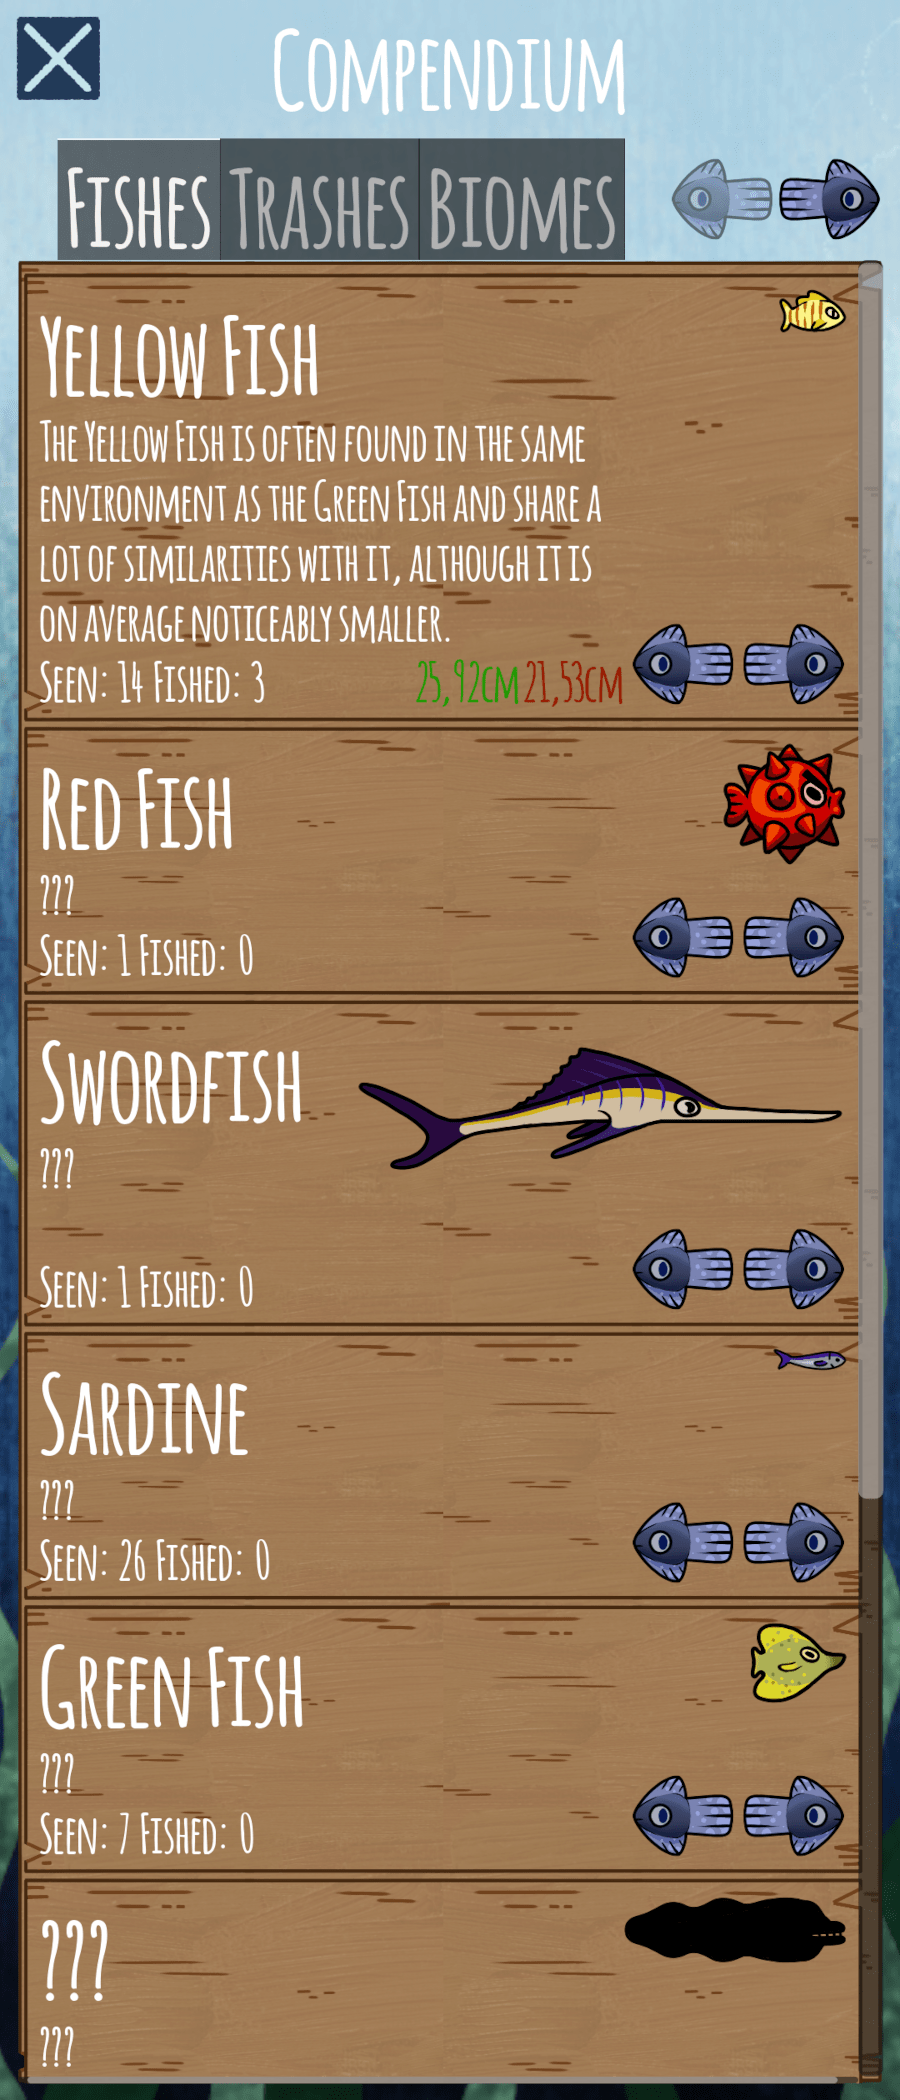 Compendium
Fishes Trashes Biomes
Yellow Fish
The Yellow Fish is often found in the same
environment as the Green Fish and share a
lot of similarities with it, although it is
on average noticeably smaller.
Seen: 14 Fished: 3 25,92cm 21,53cm
Red Fish
???
Seen: 1 Fished: 0
Swordfish
???
Seen: 1 Fished: 0
Sardine
???
Seen: 26 Fished: 0
Green Fish
???
Seen: 7 Fished: 0
???
???